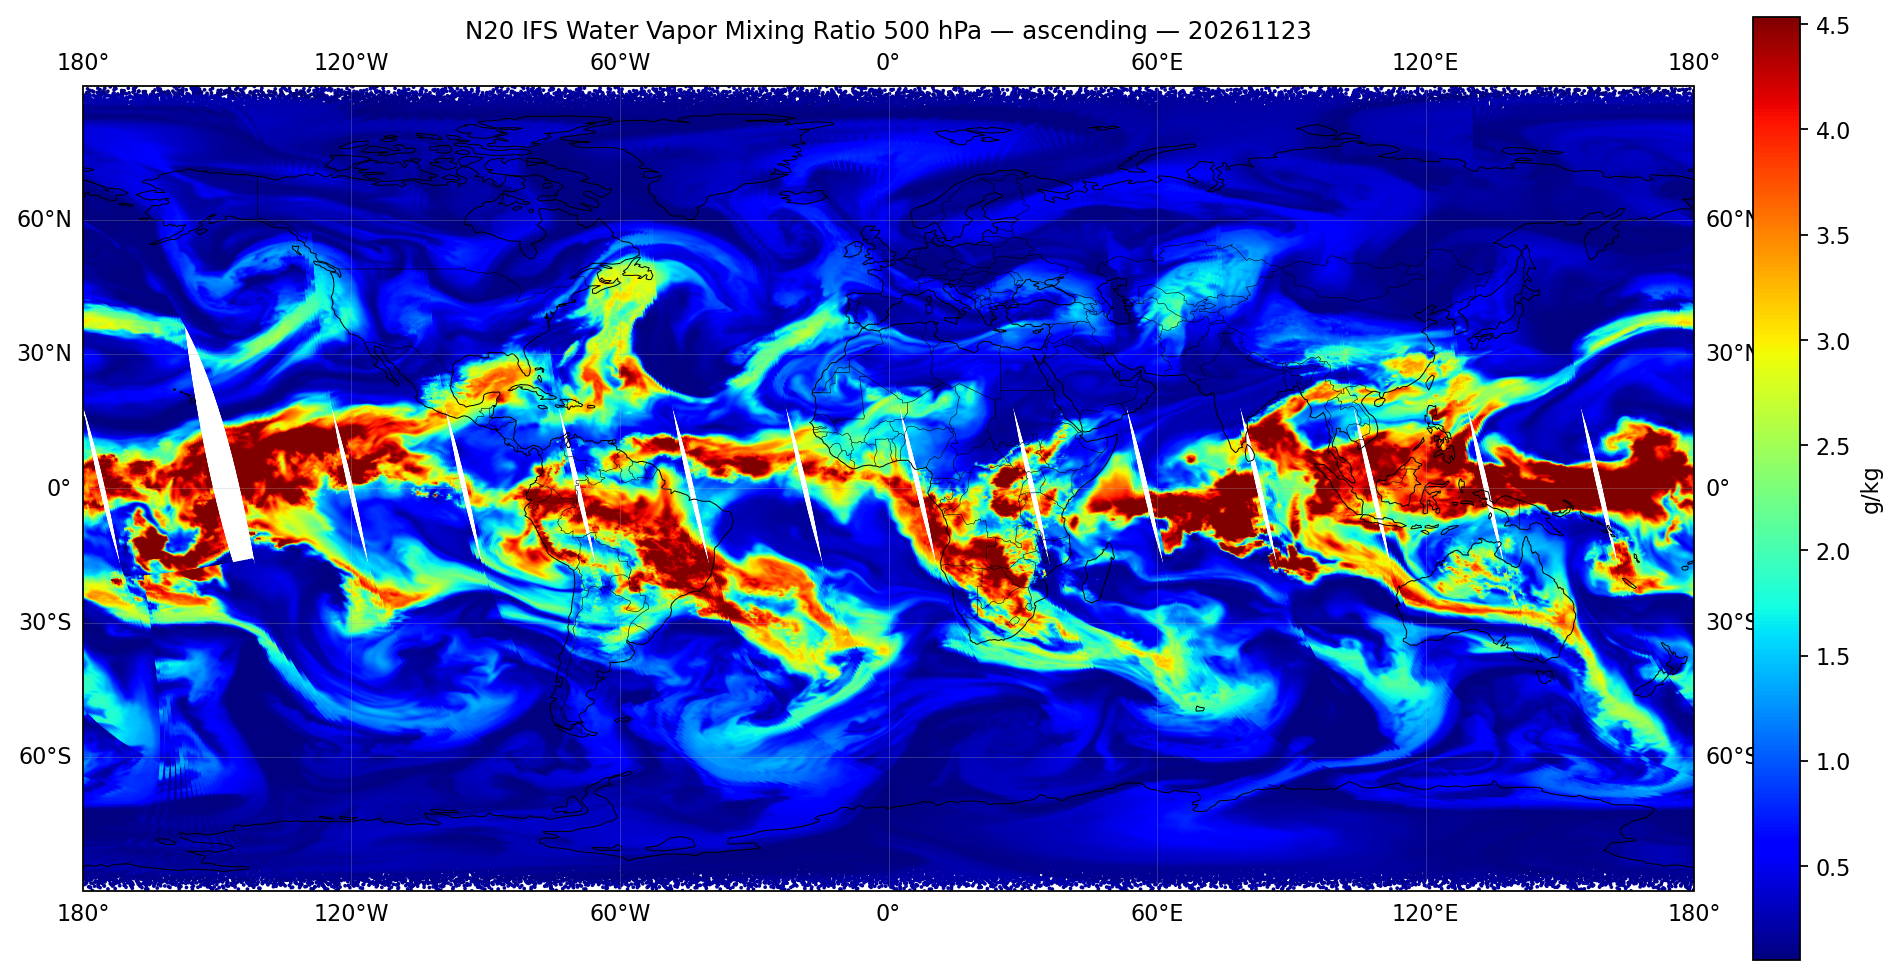 N20 IFS Water Vapor Mixing Ratio 500 hPa — ascending — 20261123
180° 120°W 60°W 0° 60°E 120°E 180°
60°N 60°N
30°N 30°N
0° 0°
30°S 30°S
60°S 60°S
180° 120°W 60°W 0° 60°E 120°E 180°
4.5
4.0
3.5
3.0
2.5
2.0
1.5
1.0
0.5
g/kg